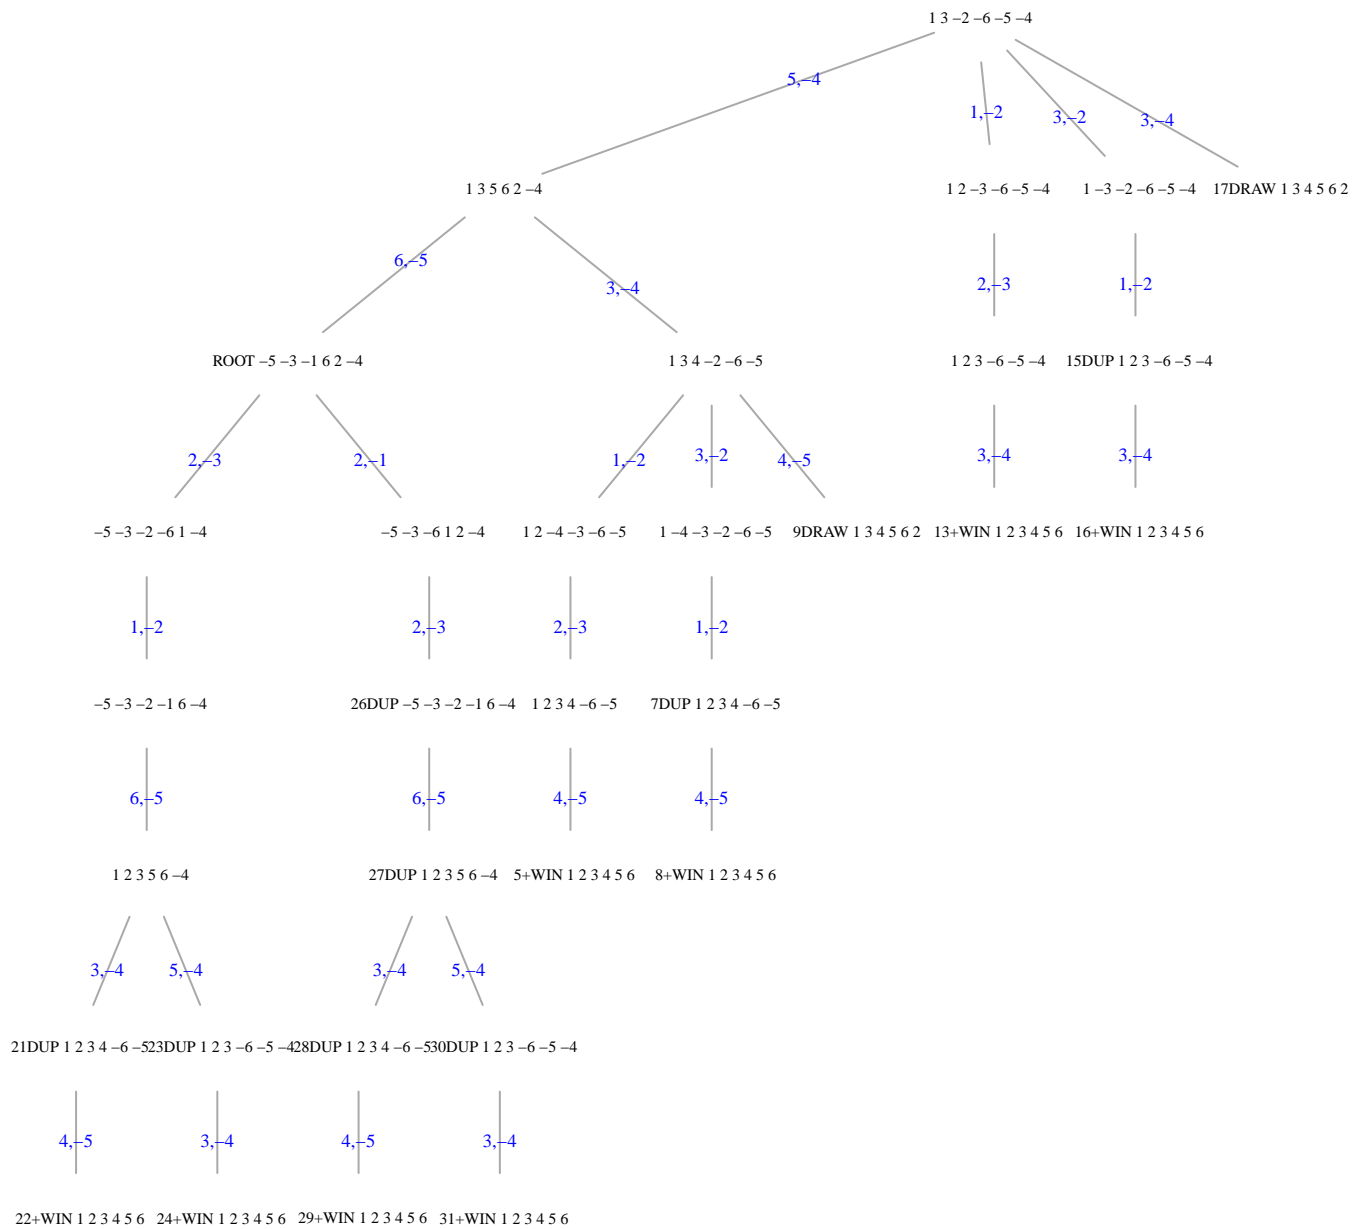 1 3 −2 −6 −5 −4
5,−4
1,−2
3,−2
3,−4
1 3 5 6 2 −4
1 2 −3 −6 −5 −4
1 −3 −2 −6 −5 −4
17DRAW 1 3 4 5 6 2
6,−5
3,−4
2,−3
1,−2
ROOT −5 −3 −1 6 2 −4
1 3 4 −2 −6 −5
1 2 3 −6 −5 −4
15DUP 1 2 3 −6 −5 −4
2,−3
2,−1
1,−2
3,−2
4,−5
3,−4
3,−4
−5 −3 −2 −6 1 −4
−5 −3 −6 1 2 −4
1 2 −4 −3 −6 −5
1 −4 −3 −2 −6 −5
9DRAW 1 3 4 5 6 2
13+WIN 1 2 3 4 5 6
16+WIN 1 2 3 4 5 6
1,−2
2,−3
2,−3
1,−2
−5 −3 −2 −1 6 −4
26DUP −5 −3 −2 −1 6 −4
1 2 3 4 −6 −5
7DUP 1 2 3 4 −6 −5
6,−5
6,−5
4,−5
4,−5
1 2 3 5 6 −4
27DUP 1 2 3 5 6 −4
5+WIN 1 2 3 4 5 6
8+WIN 1 2 3 4 5 6
3,−4
5,−4
3,−4
5,−4
21DUP 1 2 3 4 −6 −5
23DUP 1 2 3 −6 −5 −4
28DUP 1 2 3 4 −6 −5
30DUP 1 2 3 −6 −5 −4
4,−5
3,−4
4,−5
3,−4
22+WIN 1 2 3 4 5 6
24+WIN 1 2 3 4 5 6
29+WIN 1 2 3 4 5 6
31+WIN 1 2 3 4 5 6